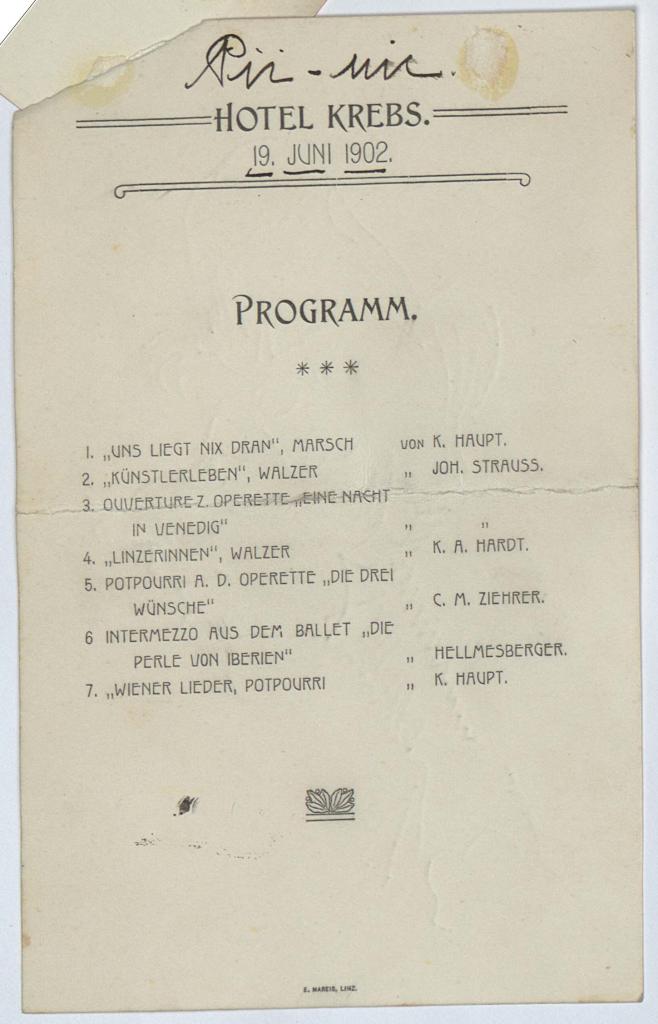 Pic-nic.
HOTEL KREBS.
19. JUNI 1902.
PROGRAMM.
* * *
1. „UNS LIEGT NIX DRAN“, MARSCH VON K. HAUPT.
2. „KÜNSTLERLEBEN“, WALZER „ JOH. STRAUSS.
3. OUVERTURE Z. OPERETTE „EINE NACHT
IN VENEDIG“ „ „
4. „LINZERINNEN“, WALZER „ K. A. HARDT.
5. POTPOURRI A. D. OPERETTE „DIE DREI
WÜNSCHE“ „ C. M. ZIEHRER.
6 INTERMEZZO AUS DEM BALLET „DIE
PERLE VON IBERIEN“ „ HELLMESBERGER.
7. „WIENER LIEDER, POTPOURRI „ K. HAUPT.
E. MAREIS, LINZ.